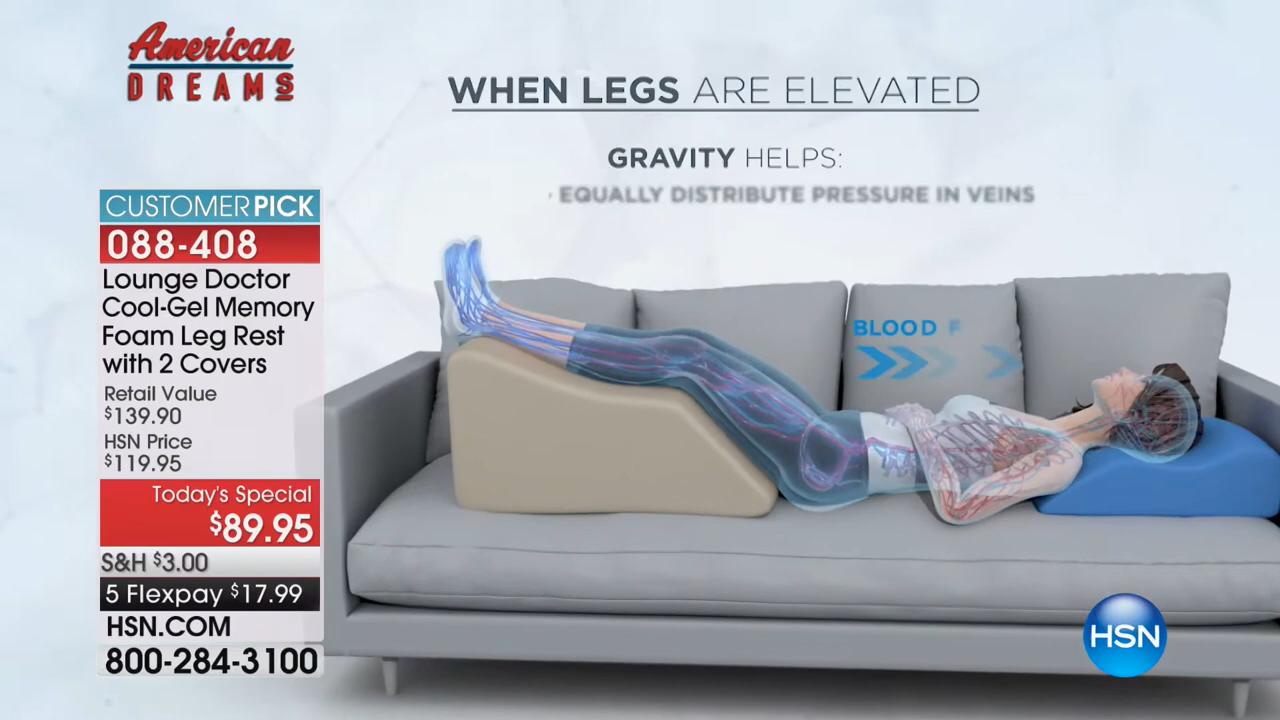 American
DREAMS
WHEN LEGS ARE ELEVATED
GRAVITY HELPS:
· EQUALLY DISTRIBUTE PRESSURE IN VEINS
CUSTOMER PICK
088-408
Lounge Doctor
Cool-Gel Memory
Foam Leg Rest
with 2 Covers
Retail Value
$139.90
HSN Price
$119.95
Today's Special
$89.95
S&H $3.00
5 Flexpay $17.99
HSN.COM
800-284-3100
BLOOD F
HSN